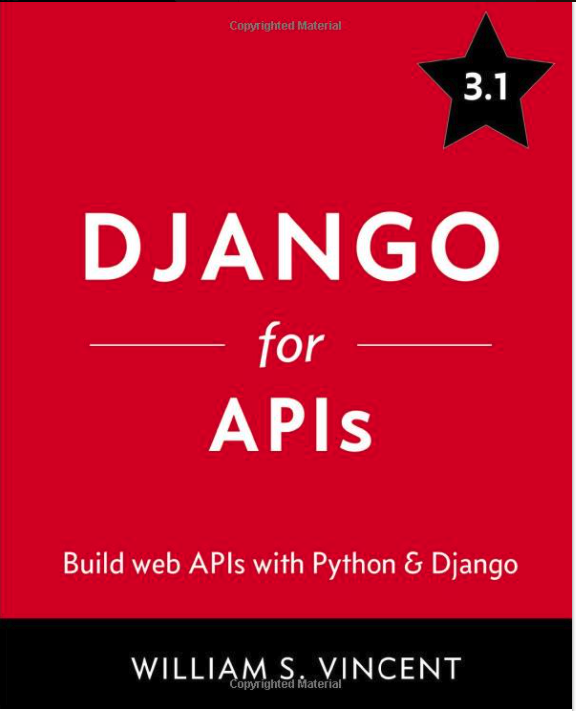 Copyrighted Material
3.1
DJANGO
for
APIs
Build web APIs with Python & Django
WILLIAM S. VINCENT
Copyrighted Material